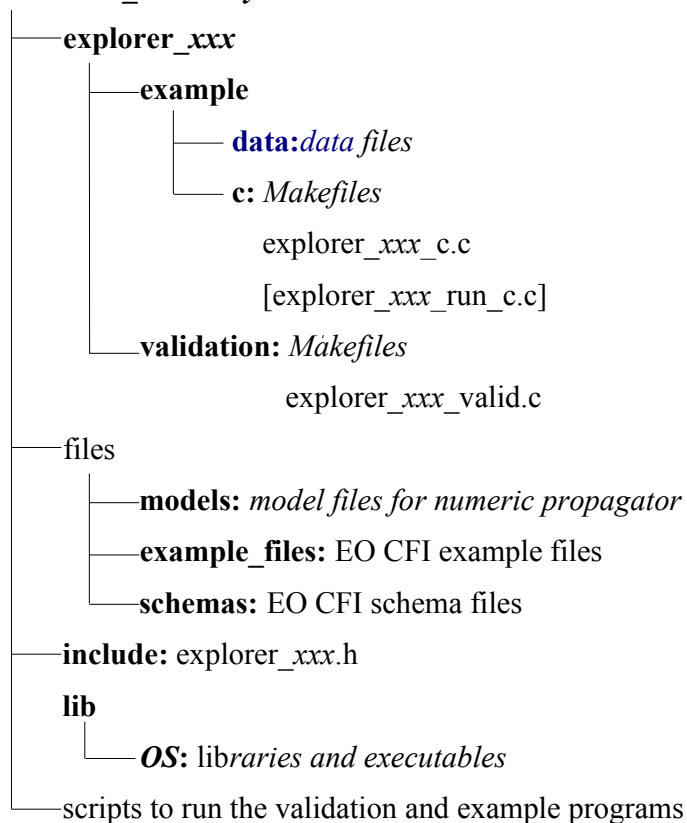 explorer_xxx
example
data:data files
c: Makefiles
explorer_xxx_c.c
[explorer_xxx_run_c.c]
validation: Makefiles
explorer_xxx_valid.c
files
models: model files for numeric propagator
example_files: EO CFI example files
schemas: EO CFI schema files
include: explorer_xxx.h
lib
OS: libraries and executables
scripts to run the validation and example programs